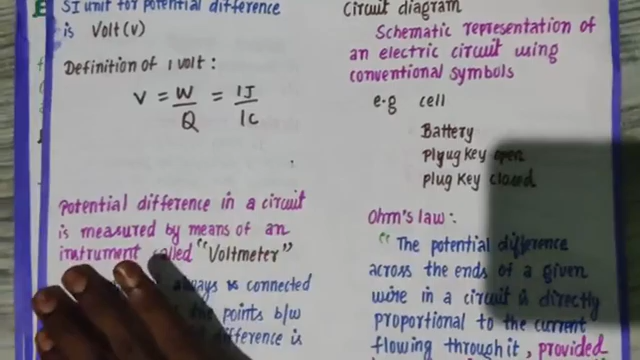 SI unit for potential difference
is Volt (v)
Definition of 1 volt :
V = W/Q = 1J/1C
Potential difference in a circuit
is measured by means of an
instrument called "Voltmeter"
always is connected
the points b/w
difference is
Circuit diagram
Schematic representation of
an electric circuit using
conventional symbols
e.g cell
Battery
Plyug Key open
Plug Key closed
Ohm's law :
" The potential difference
across the ends of a given
wire in a circuit is directly
proportional to the current
flowing through it, provided